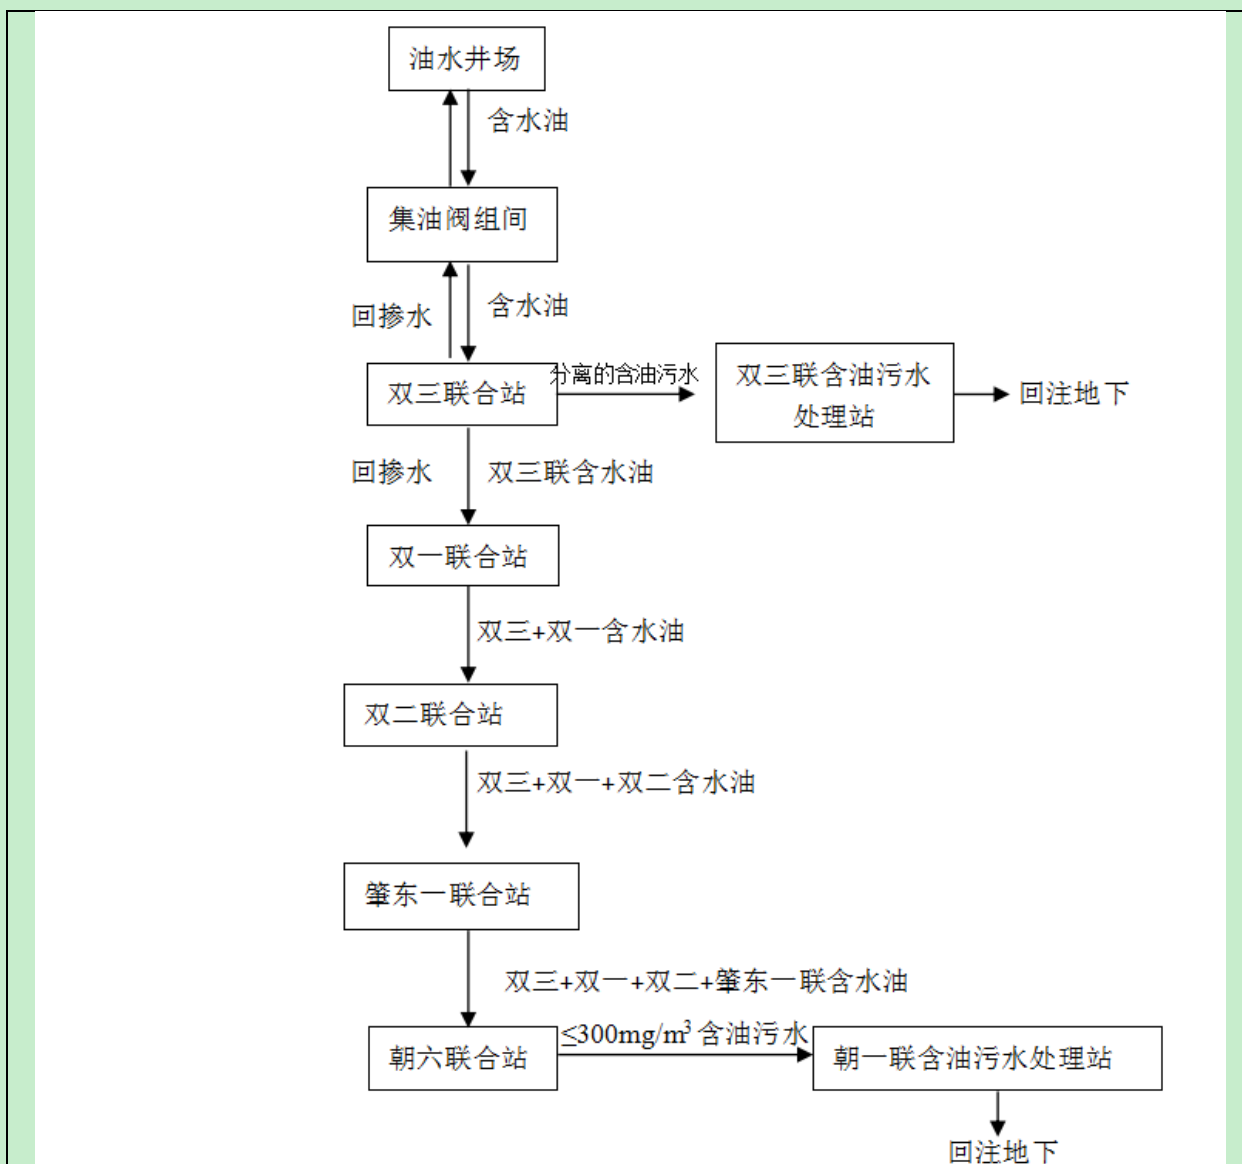 油水井场
含水油
集油阀组间
回掺水
含水油
双三联合站
分离的含油污水
双三联含油污水
处理站
回注地下
回掺水
双三联含水油
双一联合站
双三+双一含水油
双二联合站
双三+双一+双二含水油
肇东一联合站
双三+双一+双二+肇东一联含水油
朝六联合站
≤300mg/m³ 含油污水
朝一联含油污水处理站
回注地下